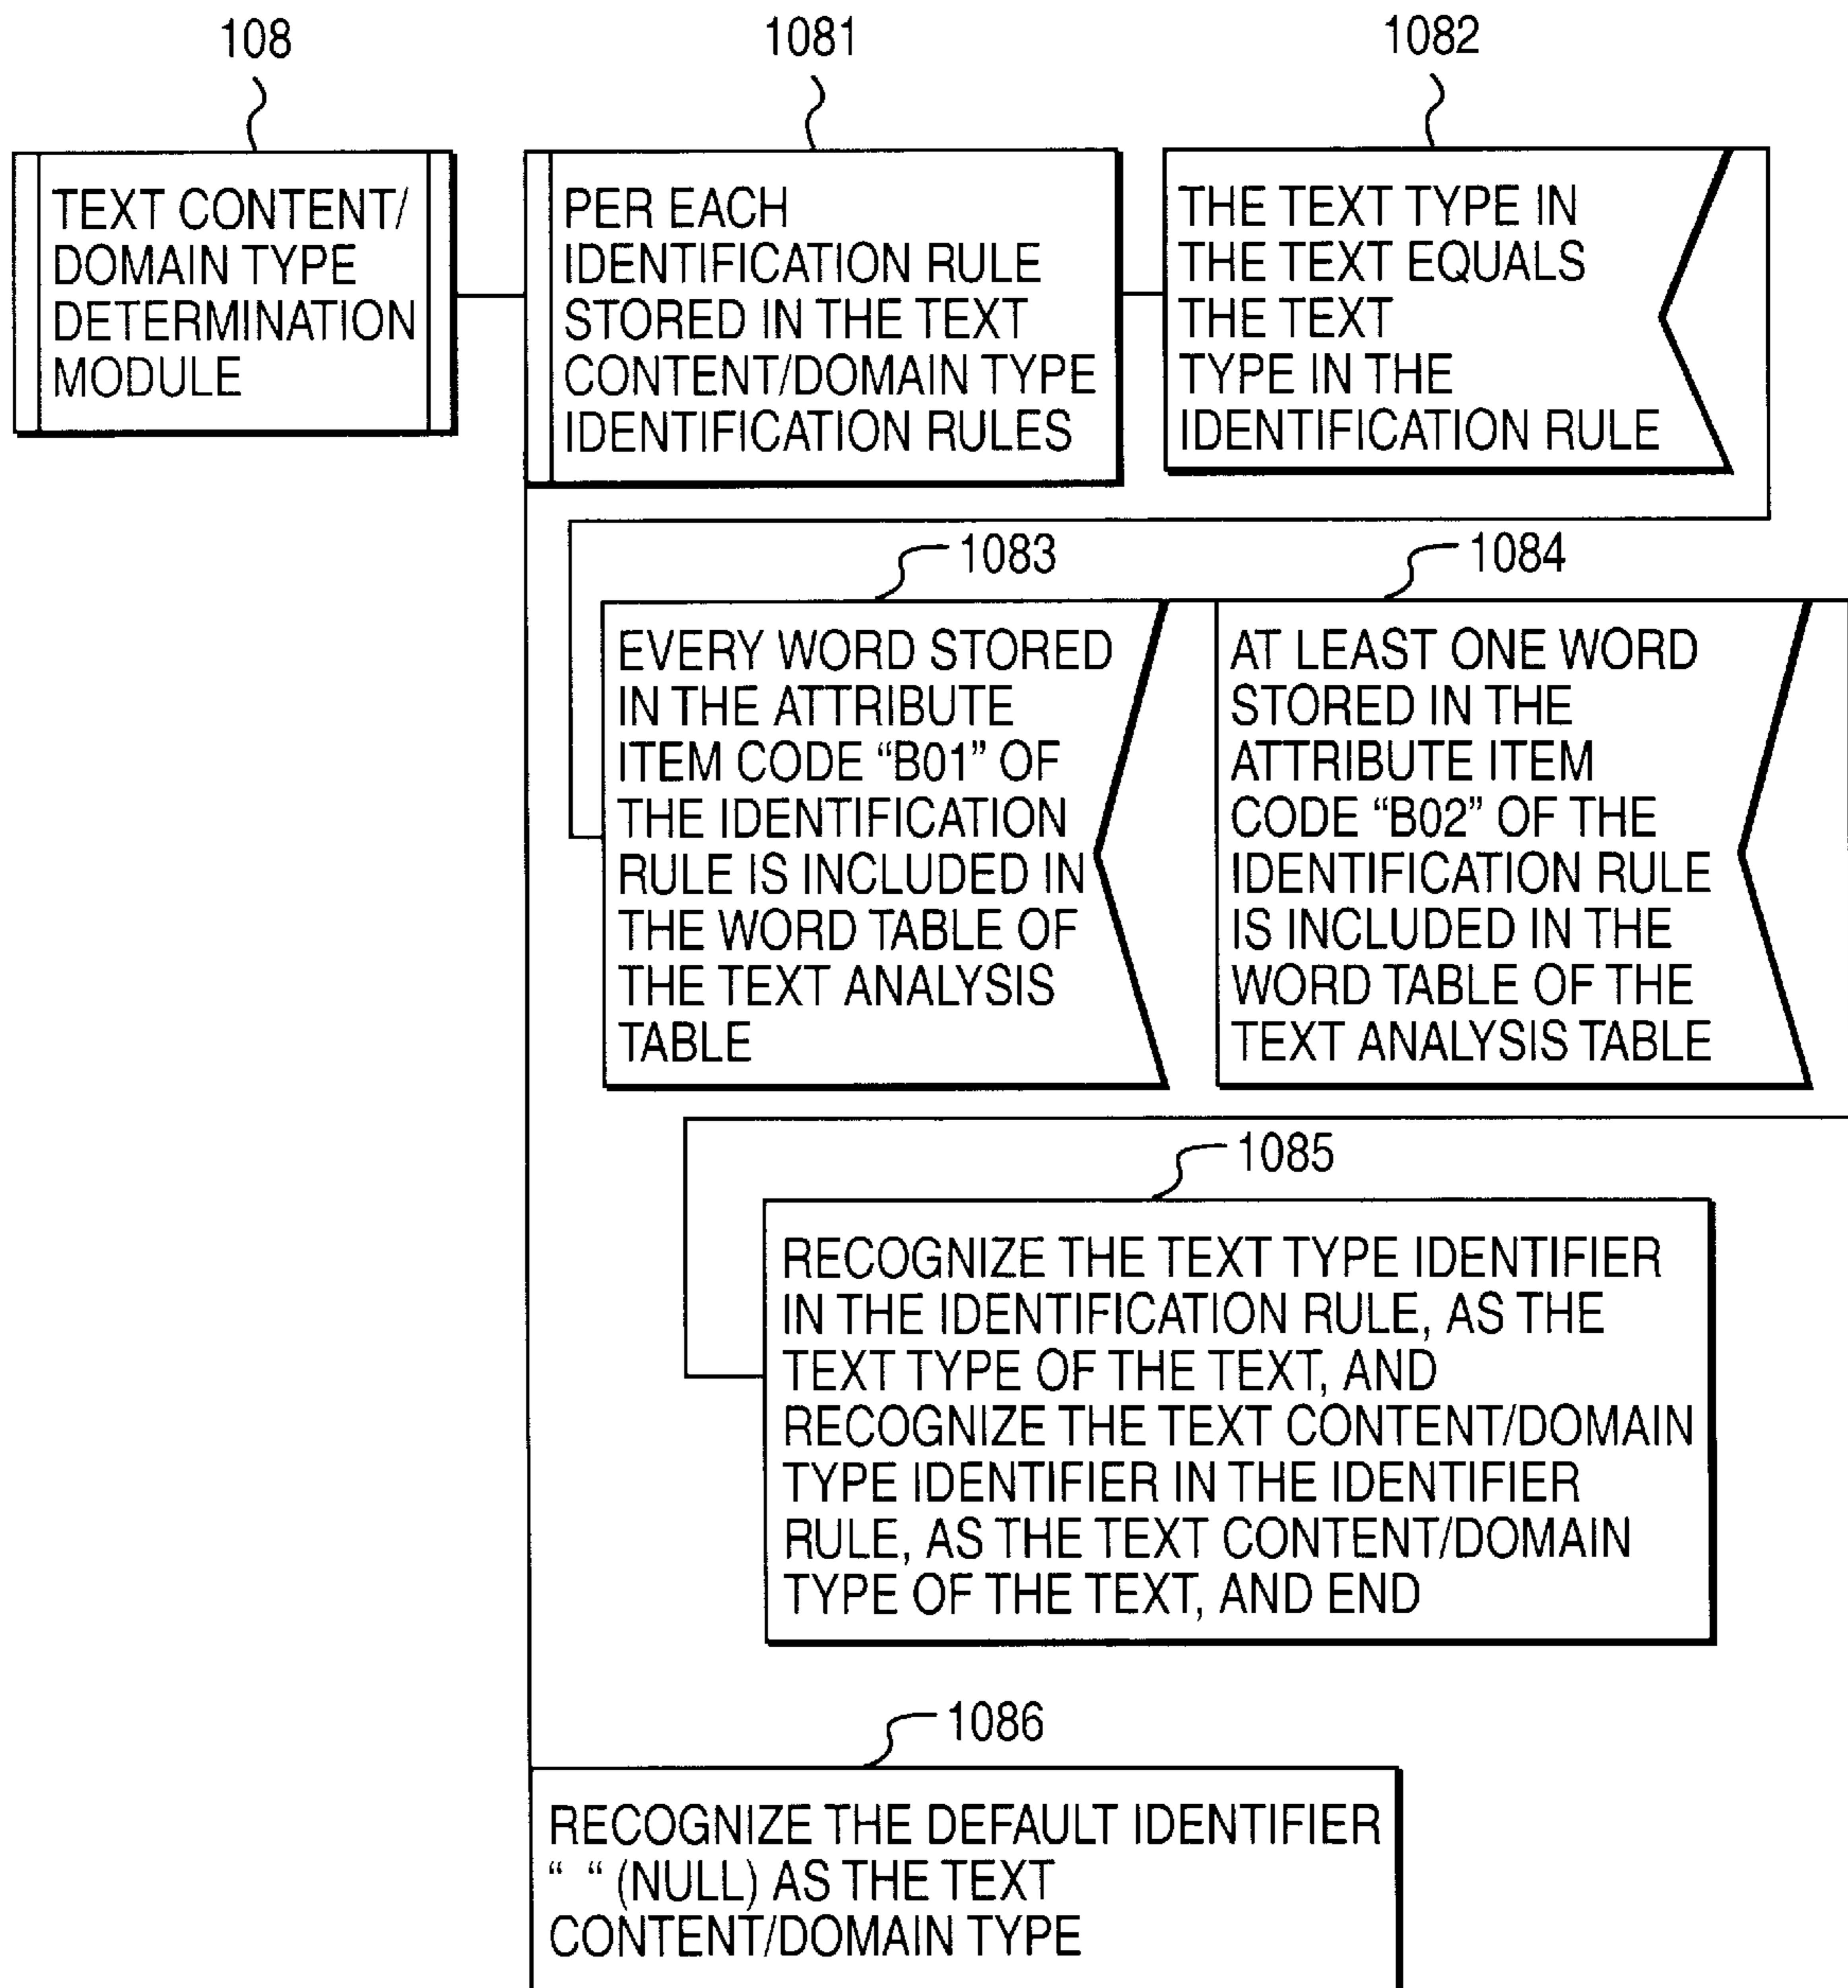 108
1081
1082
TEXT CONTENT/
DOMAIN TYPE
DETERMINATION
MODULE
PER EACH
IDENTIFICATION RULE
STORED IN THE TEXT
CONTENT/DOMAIN TYPE
IDENTIFICATION RULES
THE TEXT TYPE IN
THE TEXT EQUALS
THE TEXT
TYPE IN THE
IDENTIFICATION RULE
1083
1084
EVERY WORD STORED
IN THE ATTRIBUTE
ITEM CODE “B01” OF
THE IDENTIFICATION
RULE IS INCLUDED IN
THE WORD TABLE OF
THE TEXT ANALYSIS
TABLE
AT LEAST ONE WORD
STORED IN THE
ATTRIBUTE ITEM
CODE “B02” OF THE
IDENTIFICATION RULE
IS INCLUDED IN THE
WORD TABLE OF THE
TEXT ANALYSIS TABLE
1085
RECOGNIZE THE TEXT TYPE IDENTIFIER
IN THE IDENTIFICATION RULE, AS THE
TEXT TYPE OF THE TEXT, AND
RECOGNIZE THE TEXT CONTENT/DOMAIN
TYPE IDENTIFIER IN THE IDENTIFIER
RULE, AS THE TEXT CONTENT/DOMAIN
TYPE OF THE TEXT, AND END
1086
RECOGNIZE THE DEFAULT IDENTIFIER
“ “ (NULL) AS THE TEXT
CONTENT/DOMAIN TYPE